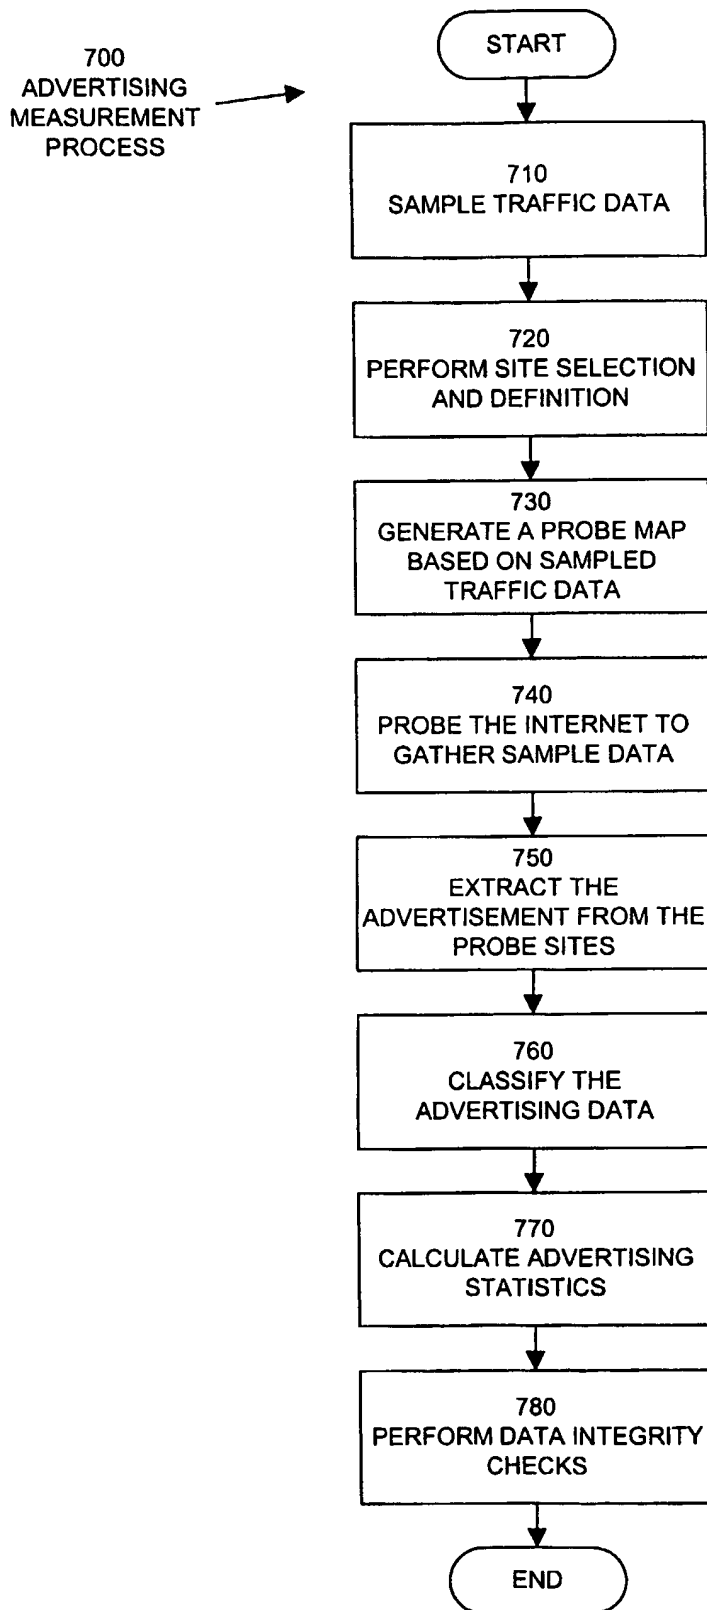 700
ADVERTISING
MEASUREMENT
PROCESS
START
710
SAMPLE TRAFFIC DATA
720
PERFORM SITE SELECTION
AND DEFINITION
730
GENERATE A PROBE MAP
BASED ON SAMPLED
TRAFFIC DATA
740
PROBE THE INTERNET TO
GATHER SAMPLE DATA
750
EXTRACT THE
ADVERTISEMENT FROM THE
PROBE SITES
760
CLASSIFY THE
ADVERTISING DATA
770
CALCULATE ADVERTISING
STATISTICS
780
PERFORM DATA INTEGRITY
CHECKS
END